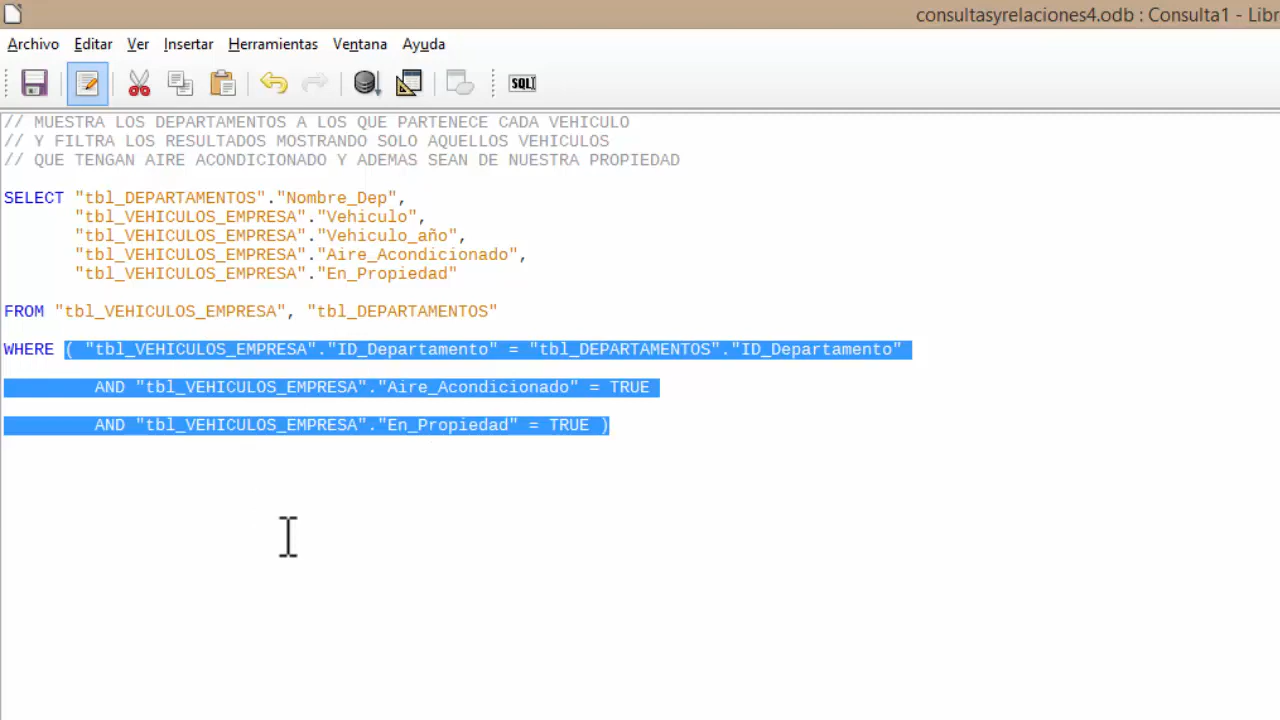 consultasyrelaciones4.odb : Consulta1 - Libr
Archivo Editar Ver Insertar Herramientas Ventana Ayuda
SQL
// MUESTRA LOS DEPARTAMENTOS A LOS QUE PARTENECE CADA VEHICULO
// Y FILTRA LOS RESULTADOS MOSTRANDO SOLO AQUELLOS VEHICULOS
// QUE TENGAN AIRE ACONDICIONADO Y ADEMAS SEAN DE NUESTRA PROPIEDAD
SELECT "tbl_DEPARTAMENTOS"."Nombre_Dep",
"tbl_VEHICULOS_EMPRESA"."Vehiculo",
"tbl_VEHICULOS_EMPRESA"."Vehiculo_año",
"tbl_VEHICULOS_EMPRESA"."Aire_Acondicionado",
"tbl_VEHICULOS_EMPRESA"."En_Propiedad"
FROM "tbl_VEHICULOS_EMPRESA", "tbl_DEPARTAMENTOS"
WHERE ( "tbl_VEHICULOS_EMPRESA"."ID_Departamento" = "tbl_DEPARTAMENTOS"."ID_Departamento"
AND "tbl_VEHICULOS_EMPRESA"."Aire_Acondicionado" = TRUE
AND "tbl_VEHICULOS_EMPRESA"."En_Propiedad" = TRUE )